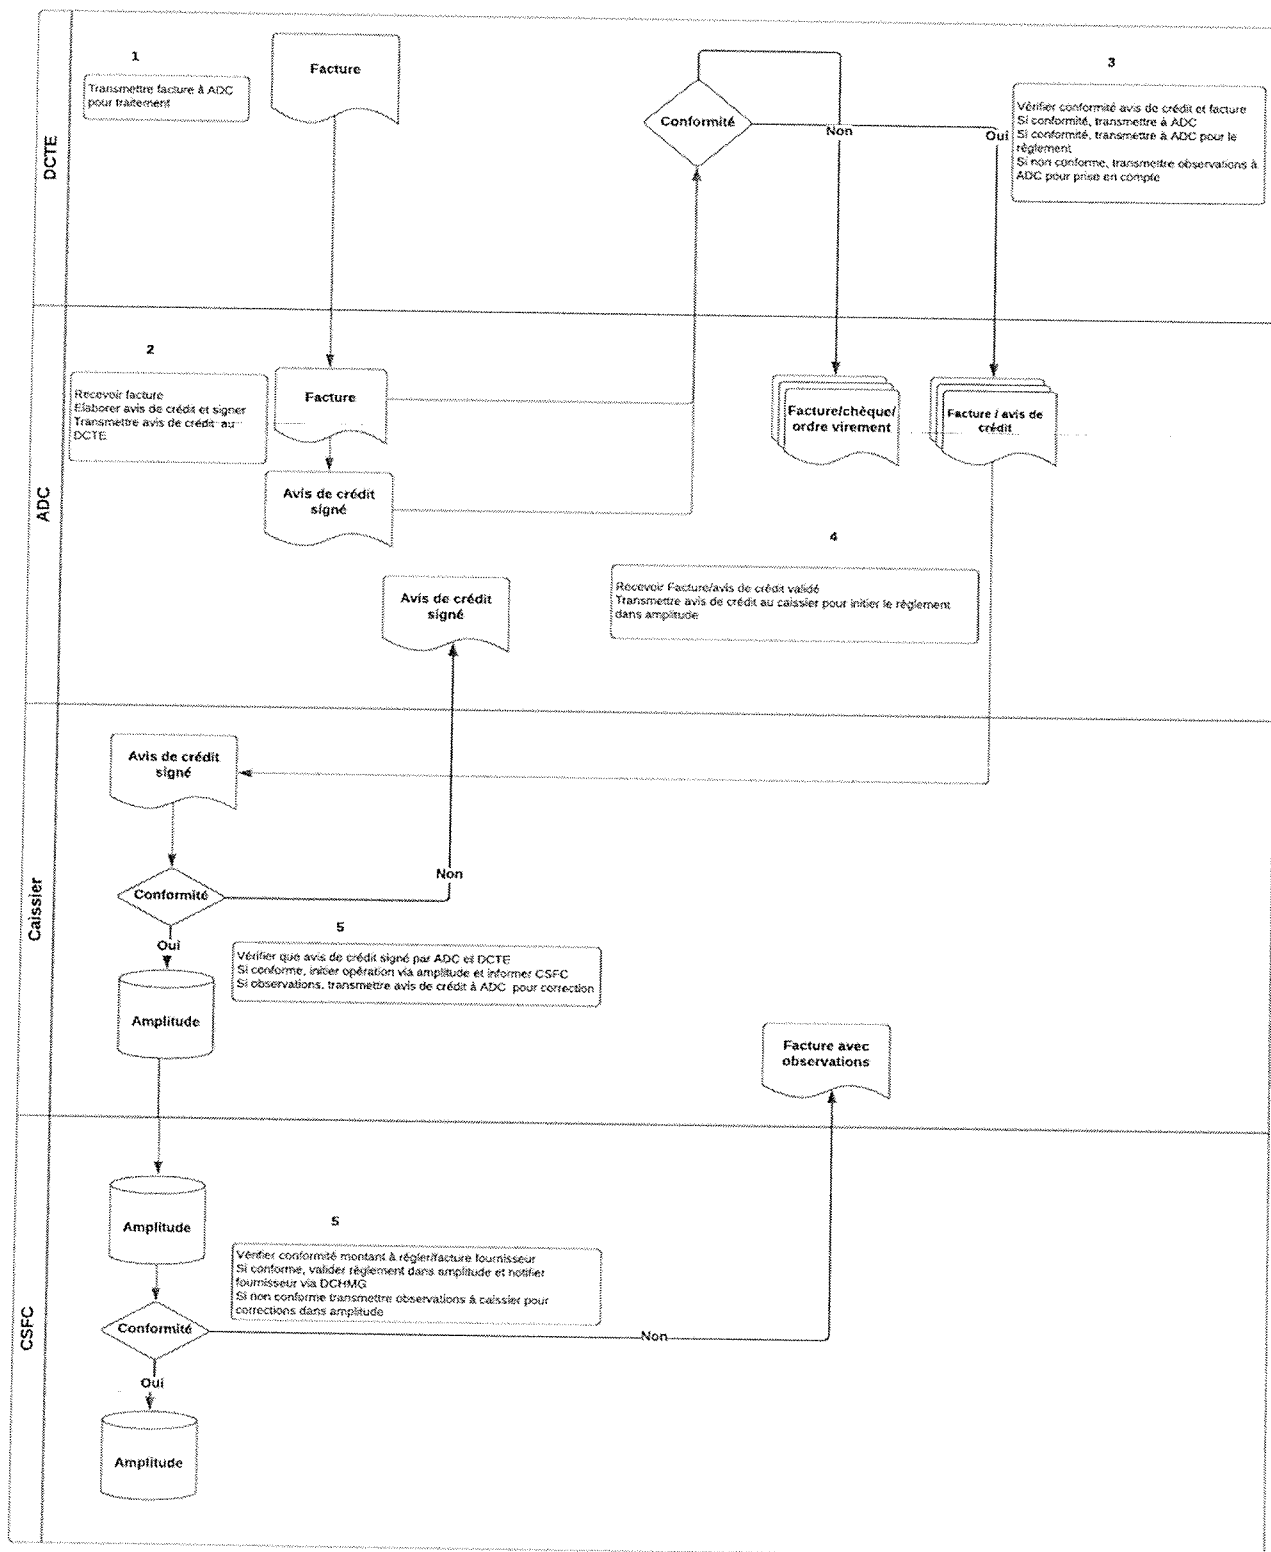 DCTE
1
Transmettre facture à ADC
pour traitement
Facture
Conformité
Non
Oui
3
Vérifier conformité avis de crédit et facture
Si conformité, transmettre à ADC
Si conformité, transmettre à ADC pour le
règlement
Si non conforme, transmettre observations à
ADC pour prise en compte
ADC
2
Recevoir facture
Elaborer avis de crédit et signer
Transmettre avis de crédit au
DCTE
Facture
Avis de crédit
signé
Facture/chèque/
ordre virement
Facture / avis de
crédit
Avis de crédit
signé
4
Recevoir Facture/avis de crédit validé
Transmettre avis de crédit au caissier pour initier le règlement
dans amplitude
Caissier
Avis de crédit
signé
Conformité
Non
Oui
5
Vérifier que avis de crédit signé par ADC et DCTE
Si conforme, initier opération via amplitude et informer CSFC
Si observations, transmettre avis de crédit à ADC pour correction
Amplitude
Facture avec
observations
CSFC
Amplitude
5
Vérifier conformité montant à régler/facture fournisseur
Si conforme, valider règlement dans amplitude et notifier
fournisseur via DCHMG
Si non conforme transmettre observations à caissier pour
corrections dans amplitude
Conformité
Non
Oui
Amplitude